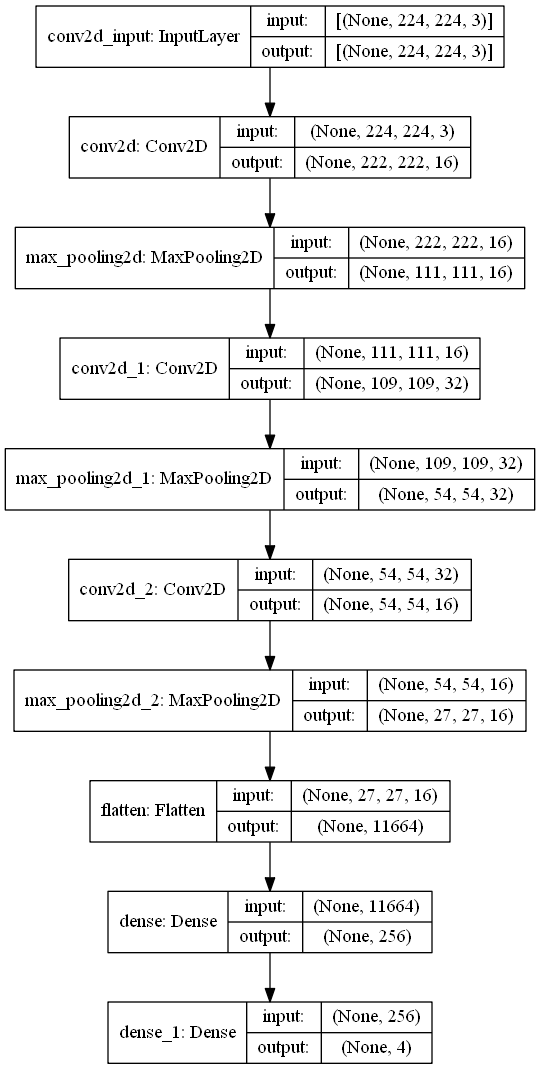 conv2d_input: InputLayer
input: [(None, 224, 224, 3)]
output: [(None, 224, 224, 3)]
conv2d: Conv2D
input: (None, 224, 224, 3)
output: (None, 222, 222, 16)
max_pooling2d: MaxPooling2D
input: (None, 222, 222, 16)
output: (None, 111, 111, 16)
conv2d_1: Conv2D
input: (None, 111, 111, 16)
output: (None, 109, 109, 32)
max_pooling2d_1: MaxPooling2D
input: (None, 109, 109, 32)
output: (None, 54, 54, 32)
conv2d_2: Conv2D
input: (None, 54, 54, 32)
output: (None, 54, 54, 16)
max_pooling2d_2: MaxPooling2D
input: (None, 54, 54, 16)
output: (None, 27, 27, 16)
flatten: Flatten
input: (None, 27, 27, 16)
output: (None, 11664)
dense: Dense
input: (None, 11664)
output: (None, 256)
dense_1: Dense
input: (None, 256)
output: (None, 4)